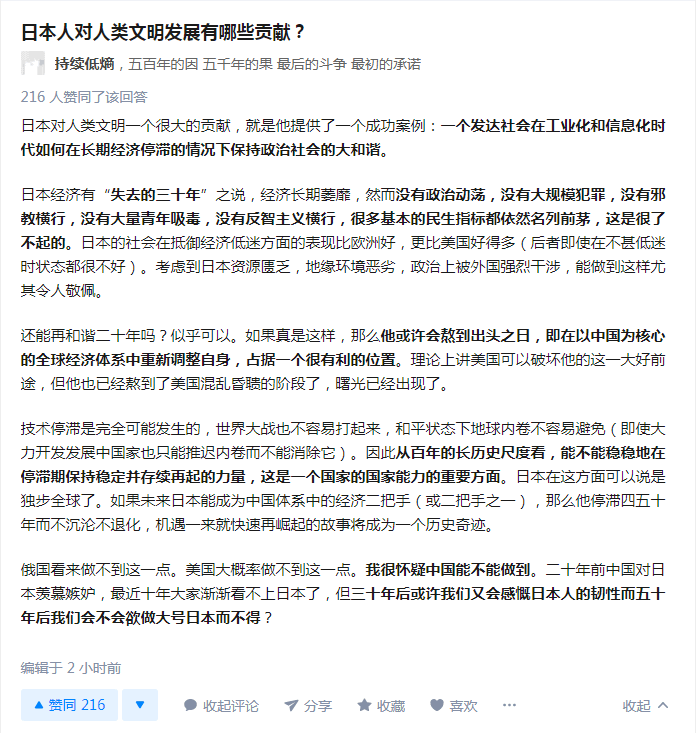 日本人对人类文明发展有哪些贡献？
持续低熵，五百年的因 五千年的果 最后的斗争 最初的承诺
216 人赞同了该回答
日本对人类文明一个很大的贡献，就是他提供了一个成功案例：一个发达社会在工业化和信息化时
代如何在长期经济停滞的情况下保持政治社会的大和谐。
日本经济有“失去的三十年”之说，经济长期萎靡，然而没有政治动荡，没有大规模犯罪，没有邪
教横行，没有大量青年吸毒，没有反智主义横行，很多基本的民生指标都依然名列前茅，这是很了
不起的。日本的社会在抵御经济低迷方面的表现比欧洲好，更比美国好得多（后者即使在不甚低迷
时状态都很不好）。考虑到日本资源匮乏，地缘环境恶劣，政治上被外国强烈干涉，能做到这样尤
其令人敬佩。
还能再和谐二十年吗？似乎可以。如果真是这样，那么他或许会熬到出头之日，即在以中国为核心
的全球经济体系中重新调整自身，占据一个很有利的位置。理论上讲美国可以破坏他的这一大好前
途，但他也已经熬到了美国混乱昏聩的阶段了，曙光已经出现了。
技术停滞是完全可能发生的，世界大战也不容易打起来，和平状态下地球内卷不容易避免（即使大
力开发发展中国家也只能推迟内卷而不能消除它）。因此从百年的长历史尺度看，能不能稳稳地在
停滞期保持稳定并存续再起的力量，这是一个国家的国家能力的重要方面。日本在这方面可以说是
独步全球了。如果未来日本能成为中国体系中的经济二把手（或二把手之一），那么他停滞四五十
年而不沉沦不退化，机遇一来就快速再崛起的故事将成为一个历史奇迹。
俄国看来做不到这一点。美国大概率做不到这一点。我很怀疑中国能不能做到。二十年前中国对日
本羡慕嫉妒，最近十年大家渐渐看不上日本了，但三十年后或许我们又会感慨日本人的韧性而五十
年后我们会不会欲做大号日本而不得？
编辑于 2 小时前
赞同 216 收起评论 分享 收藏 喜欢 ··· 收起